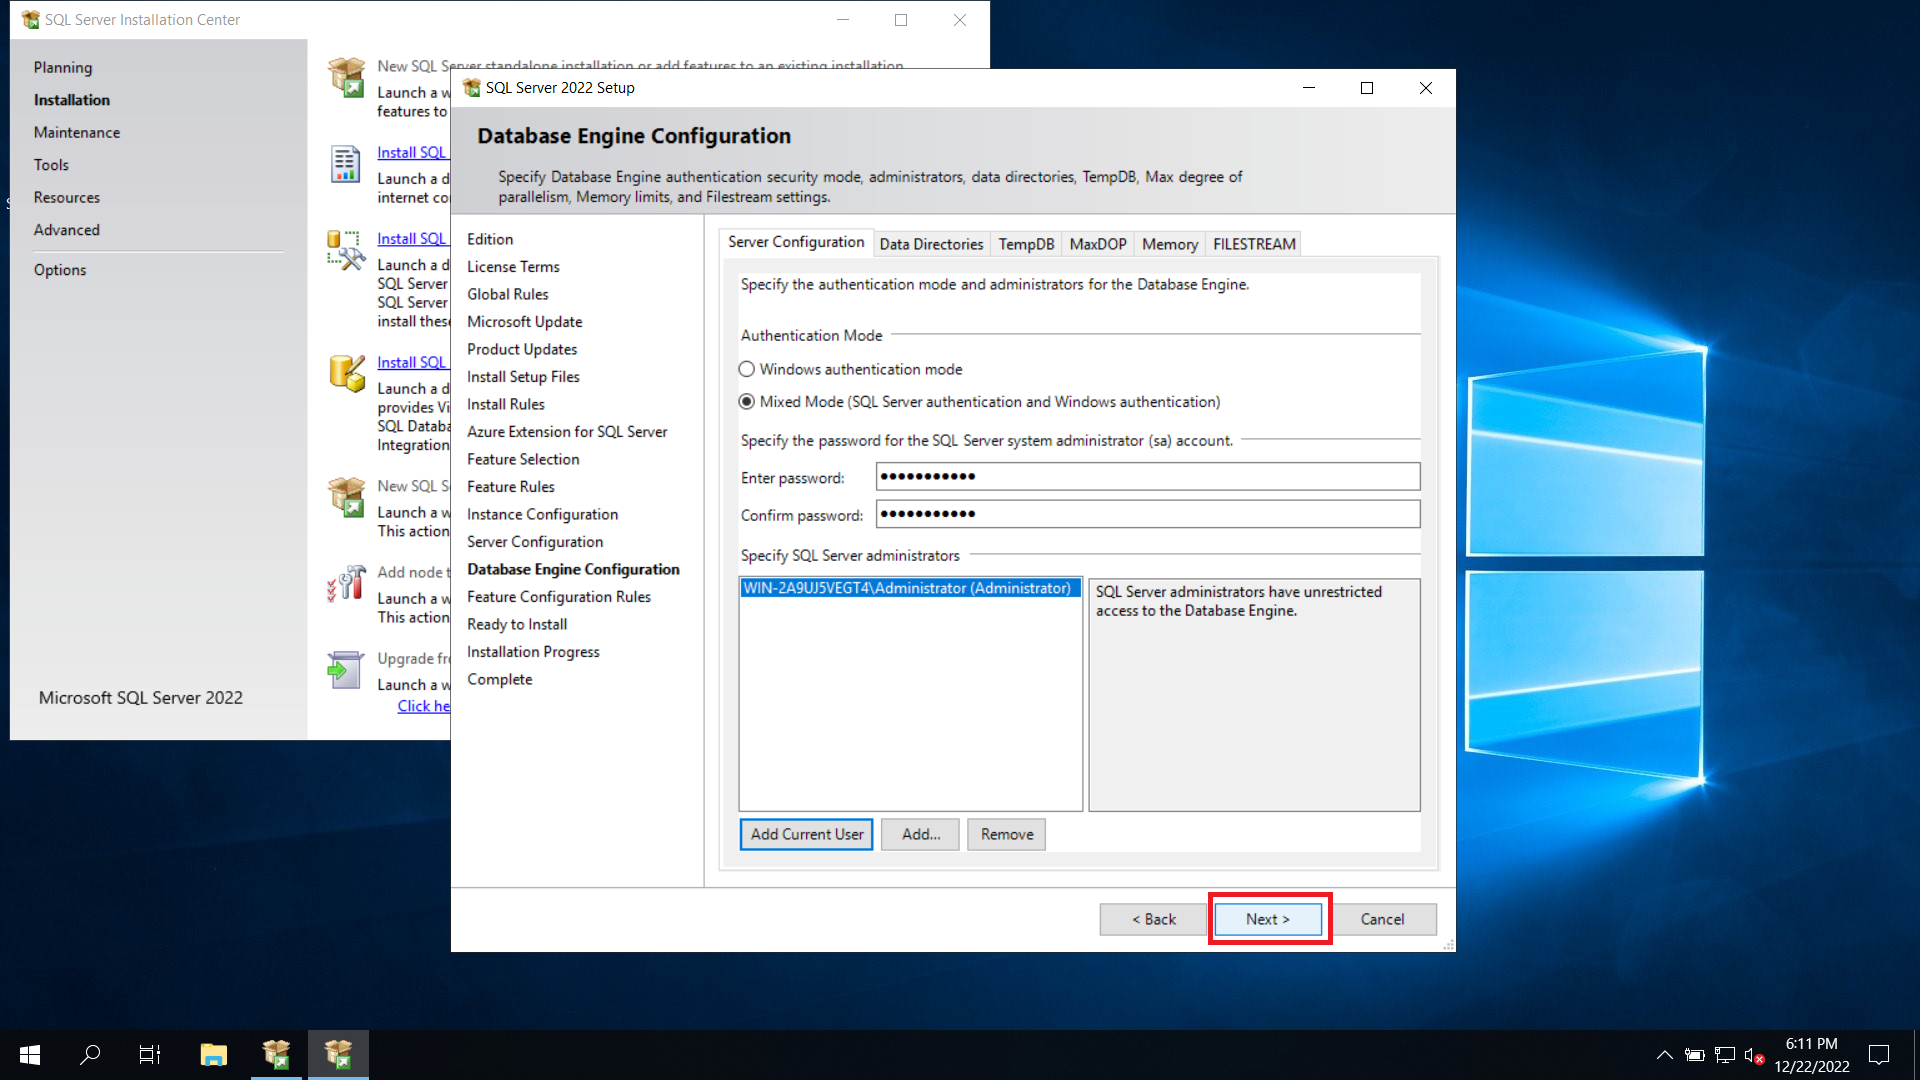 SQL Server Installation Center
Planning
Installation
Maintenance
Tools
Resources
Advanced
Options
Microsoft SQL Server 2022
New SQL Server standalone installation or add features to an existing installation
Launch a w
features to
Install SQL
Launch a d
internet co
Install SQL
Launch a d
SQL Server
SQL Server
install these
Install SQL
Launch a d
provides Vi
SQL Databa
Integration
New SQL S
Launch a w
This action
Add node t
Launch a w
This action
Upgrade fr
Launch a w
Click he
SQL Server 2022 Setup
Database Engine Configuration
Specify Database Engine authentication security mode, administrators, data directories, TempDB, Max degree of
parallelism, Memory limits, and Filestream settings.
Edition
License Terms
Global Rules
Microsoft Update
Product Updates
Install Setup Files
Install Rules
Azure Extension for SQL Server
Feature Selection
Feature Rules
Instance Configuration
Server Configuration
Database Engine Configuration
Feature Configuration Rules
Ready to Install
Installation Progress
Complete
Server Configuration Data Directories TempDB MaxDOP Memory FILESTREAM
Specify the authentication mode and administrators for the Database Engine.
Authentication Mode
Windows authentication mode
Mixed Mode (SQL Server authentication and Windows authentication)
Specify the password for the SQL Server system administrator (sa) account.
Enter password: ●●●●●●●●●●●
Confirm password: ●●●●●●●●●●●
Specify SQL Server administrators
WIN-2A9UJ5VEGT4\Administrator (Administrator)
SQL Server administrators have unrestricted
access to the Database Engine.
Add Current User Add... Remove
< Back Next > Cancel
6:11 PM
12/22/2022